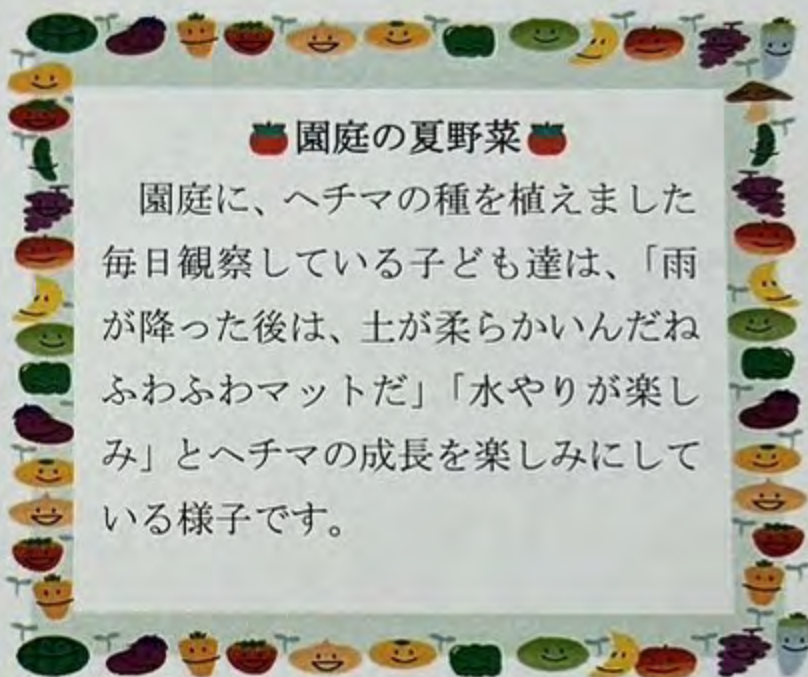 園庭の夏野菜
園庭に、ヘチマの種を植えました
毎日観察している子ども達は、「雨
が降った後は、土が柔らかいんだね
ふわふわマットだ」「水やりが楽し
み」とヘチマの成長を楽しみにして
いる様子です。